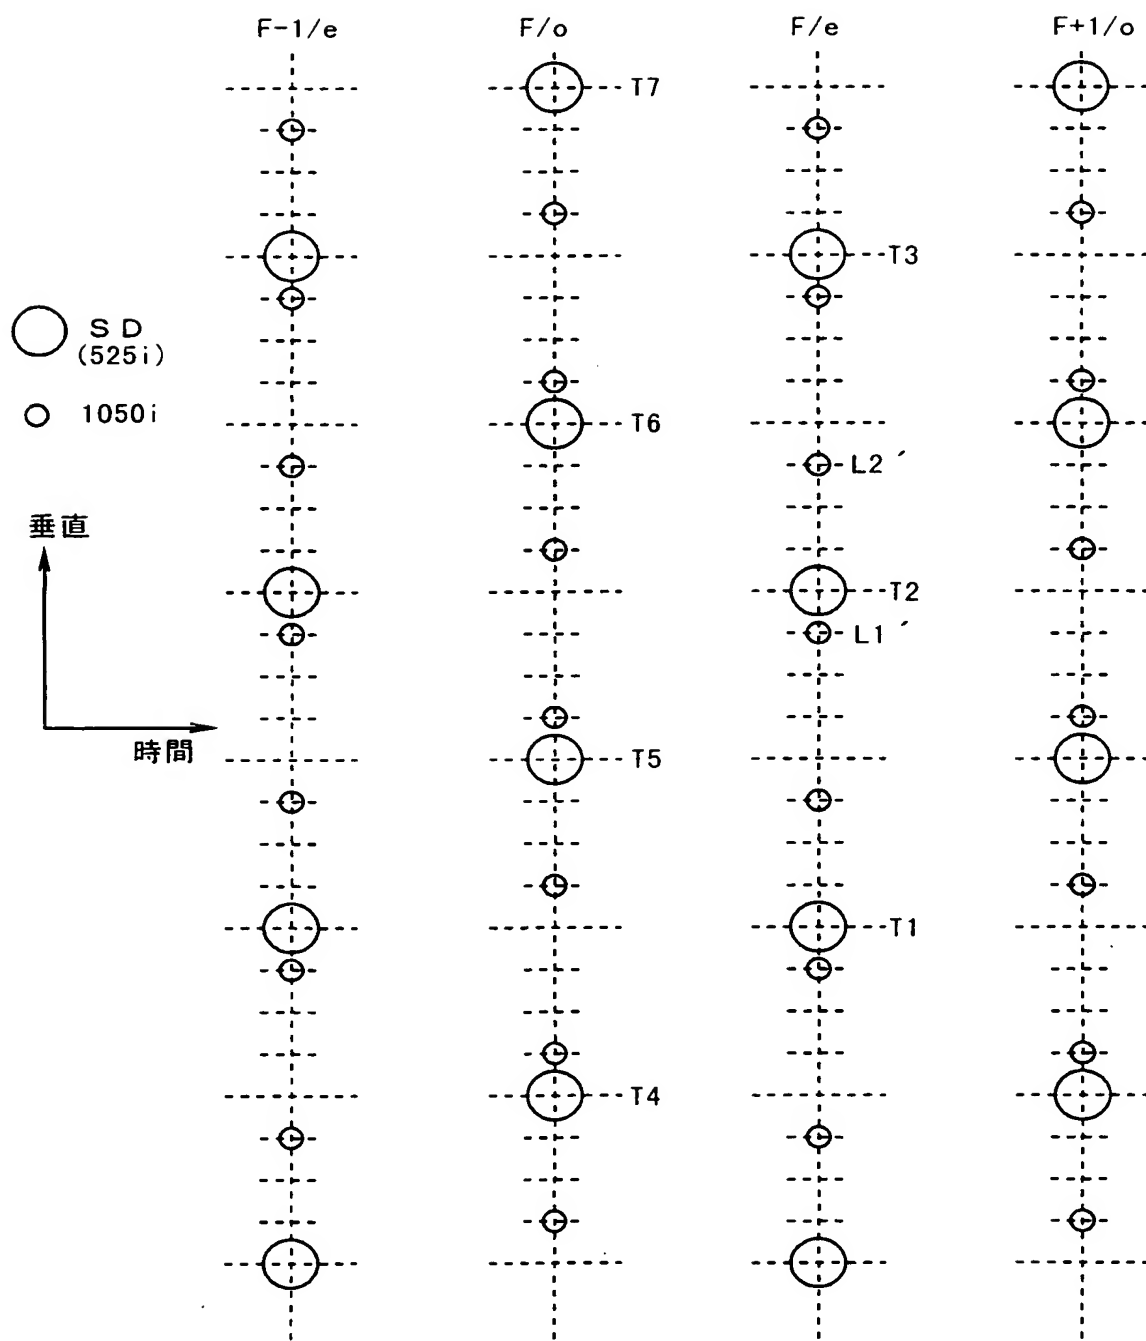 F-1/e F/o F/e F+1/o
T7
T3
SD
(525i)
1050i
T6
L2´
垂直
T2
L1´
時間
T5
T1
T4